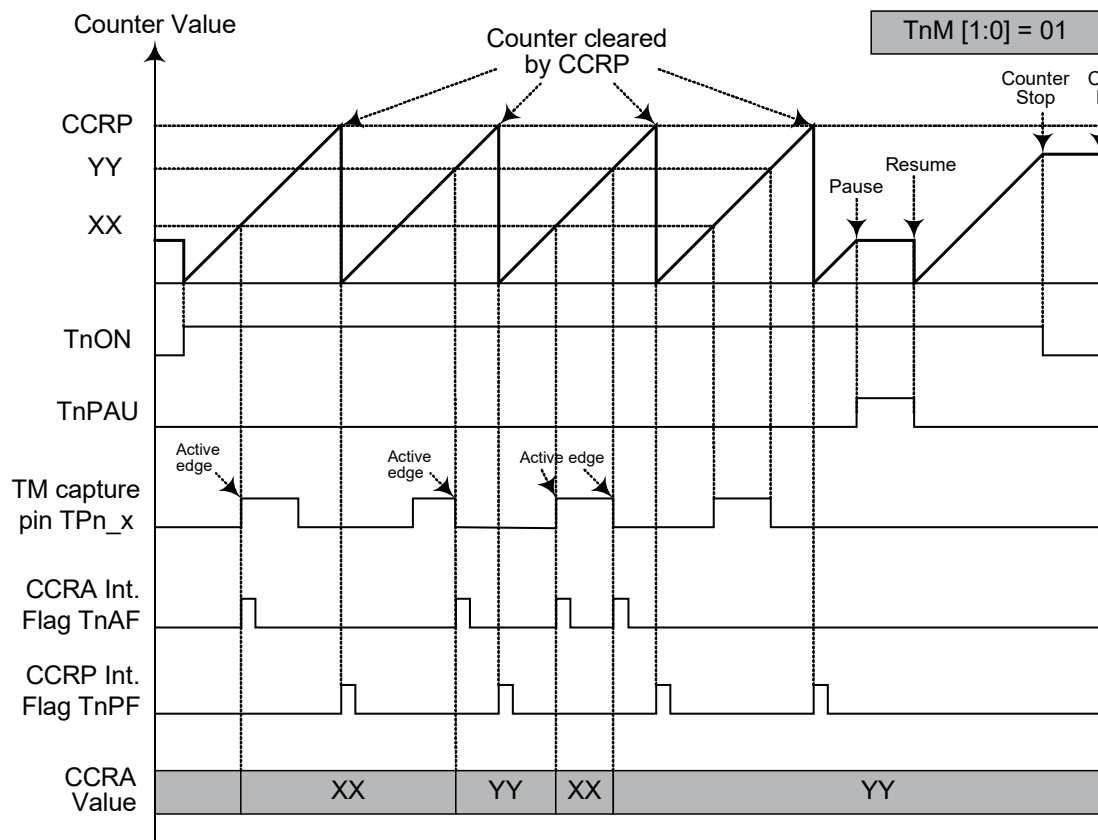 Counter Value
Counter cleared
by CCRP
TnM [1:0] = 01
Counter
Stop
CCRP
YY
XX
Pause
Resume
TnON
TnPAU
Active
edge
Active
edge
Active edge
TM capture
pin TPn_x
CCRA Int.
Flag TnAF
CCRP Int.
Flag TnPF
CCRA
Value
XX
YY
XX
YY